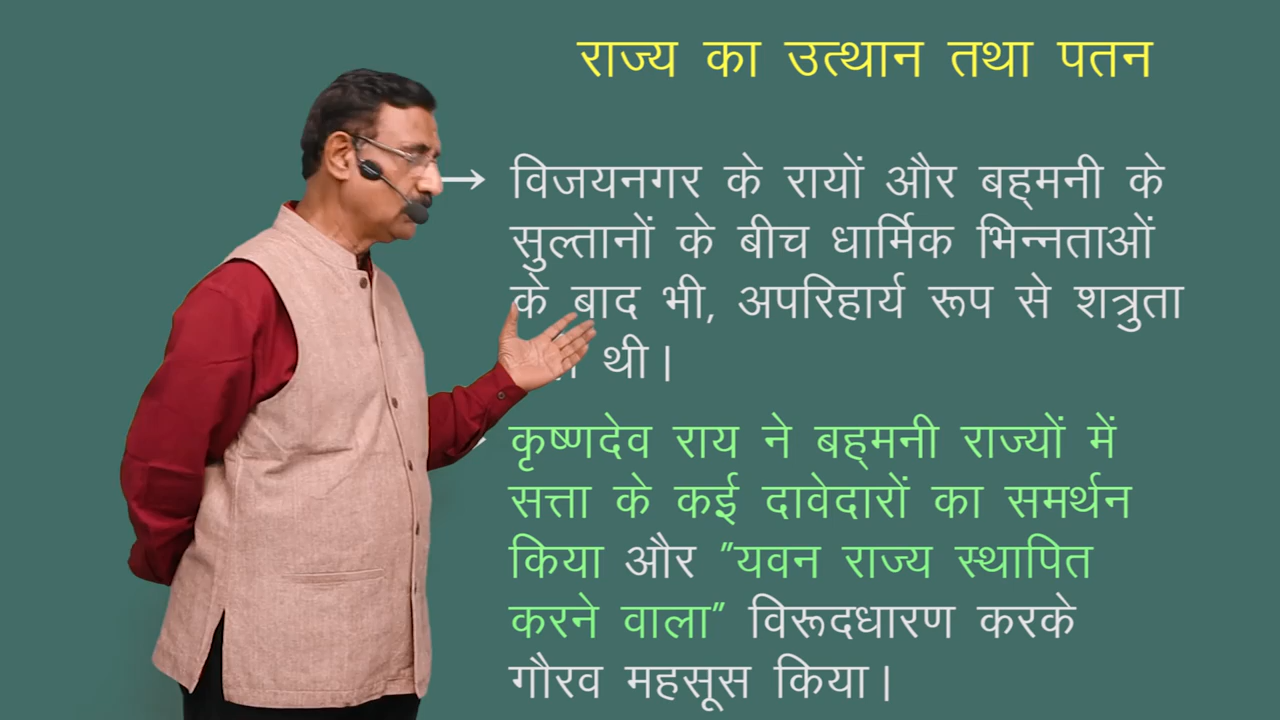 राज्य का उत्थान तथा पतन
विजयनगर के रायों और बह्मनी के
सुल्तानों के बीच धार्मिक भिन्नताओं
के बाद भी, अपरिहार्य रूप से शत्रुता
थी।
कृष्णदेव राय ने बह्मनी राज्यों में
सत्ता के कई दावेदारों का समर्थन
किया और "यवन राज्य स्थापित
करने वाला" विरूदधारण करके
गौरव महसूस किया।